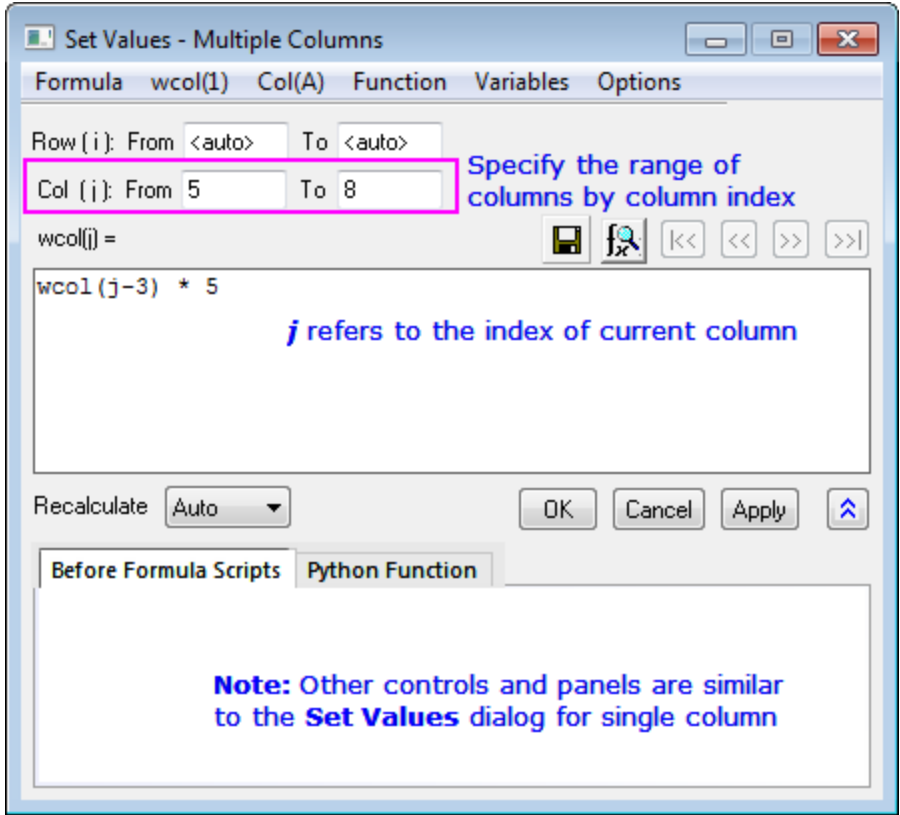 Set Values - Multiple Columns
Formula wcol(1) Col(A) Function Variables Options
Row ( i ): From <auto> To <auto>
Specify the range of
Col ( j ): From 5 To 8
columns by column index
wcol(j) =
|<< << >> >>|
wcol(j-3) * 5
j refers to the index of current column
Recalculate Auto OK Cancel Apply
Before Formula Scripts Python Function
Note: Other controls and panels are similar
to the Set Values dialog for single column